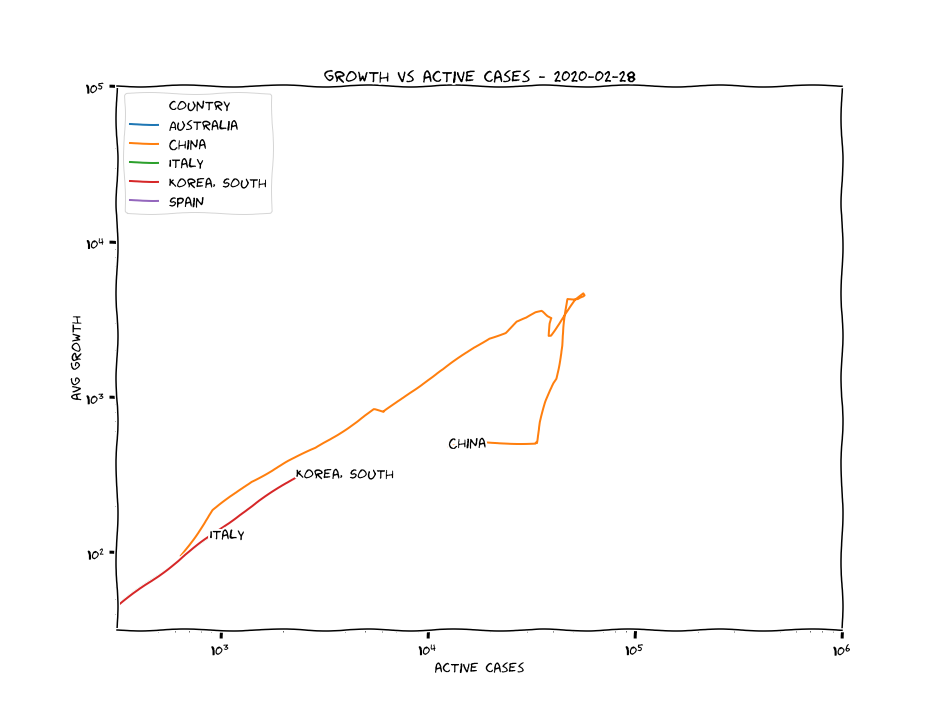 GROWTH VS ACTIVE CASES - 2020-02-28
10⁵
COUNTRY
AUSTRALIA
CHINA
ITALY
KOREA, SOUTH
SPAIN
10⁴
AVG GROWTH
10³
CHINA
KOREA, SOUTH
ITALY
10²
10³ 10⁴ 10⁵ 10⁶
ACTIVE CASES